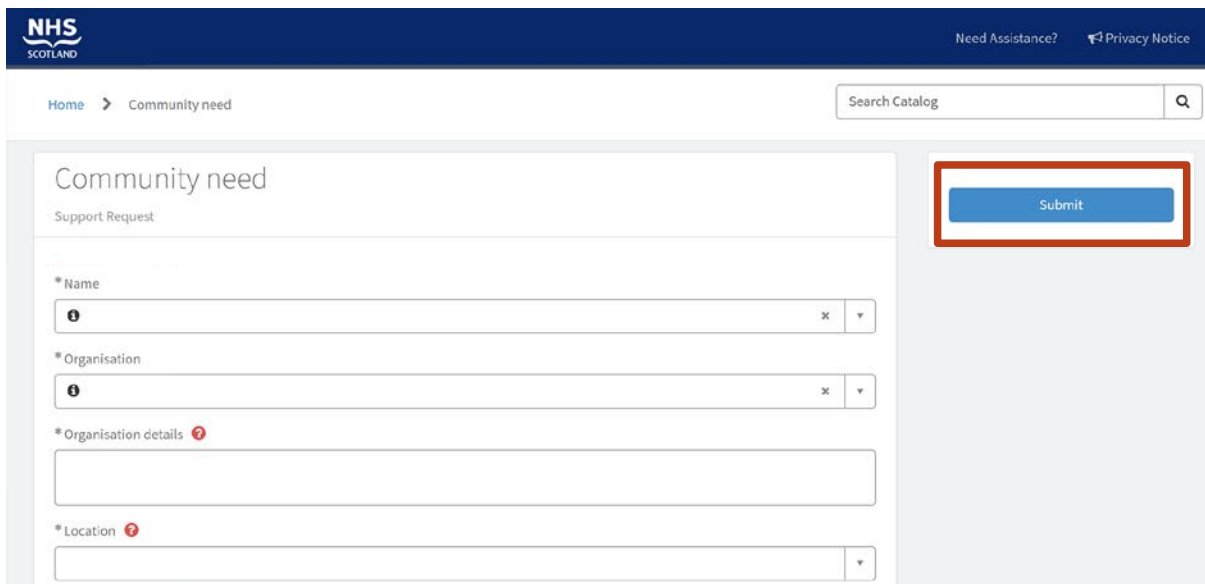 NHS
SCOTLAND
Need Assistance? Privacy Notice
Home > Community need
Search Catalog
Community need
Support Request
Submit
*Name
*Organisation
*Organisation details
*Location